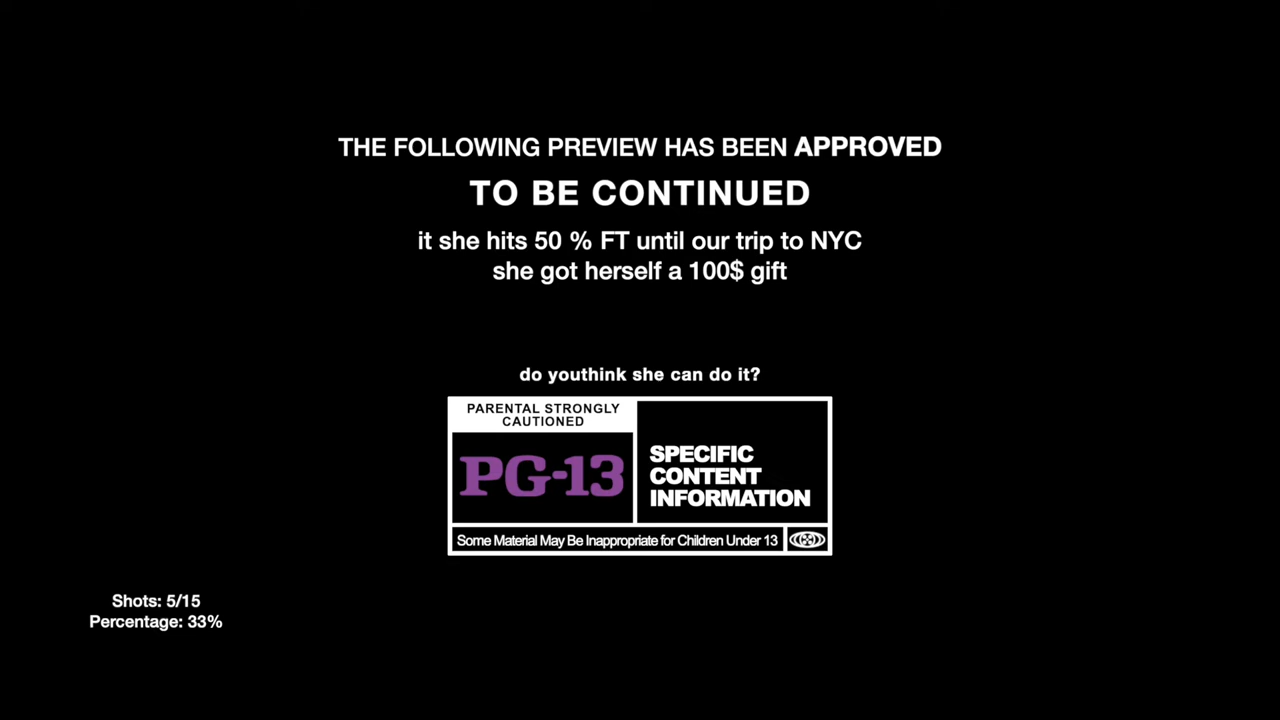 THE FOLLOWING PREVIEW HAS BEEN APPROVED
TO BE CONTINUED
it she hits 50 % FT until our trip to NYC
she got herself a 100$ gift
do youthink she can do it?
PARENTAL STRONGLY
CAUTIONED
PG-13
SPECIFIC
CONTENT
INFORMATION
Some Material May Be Inappropriate for Children Under 13
Shots: 5/15
Percentage: 33%